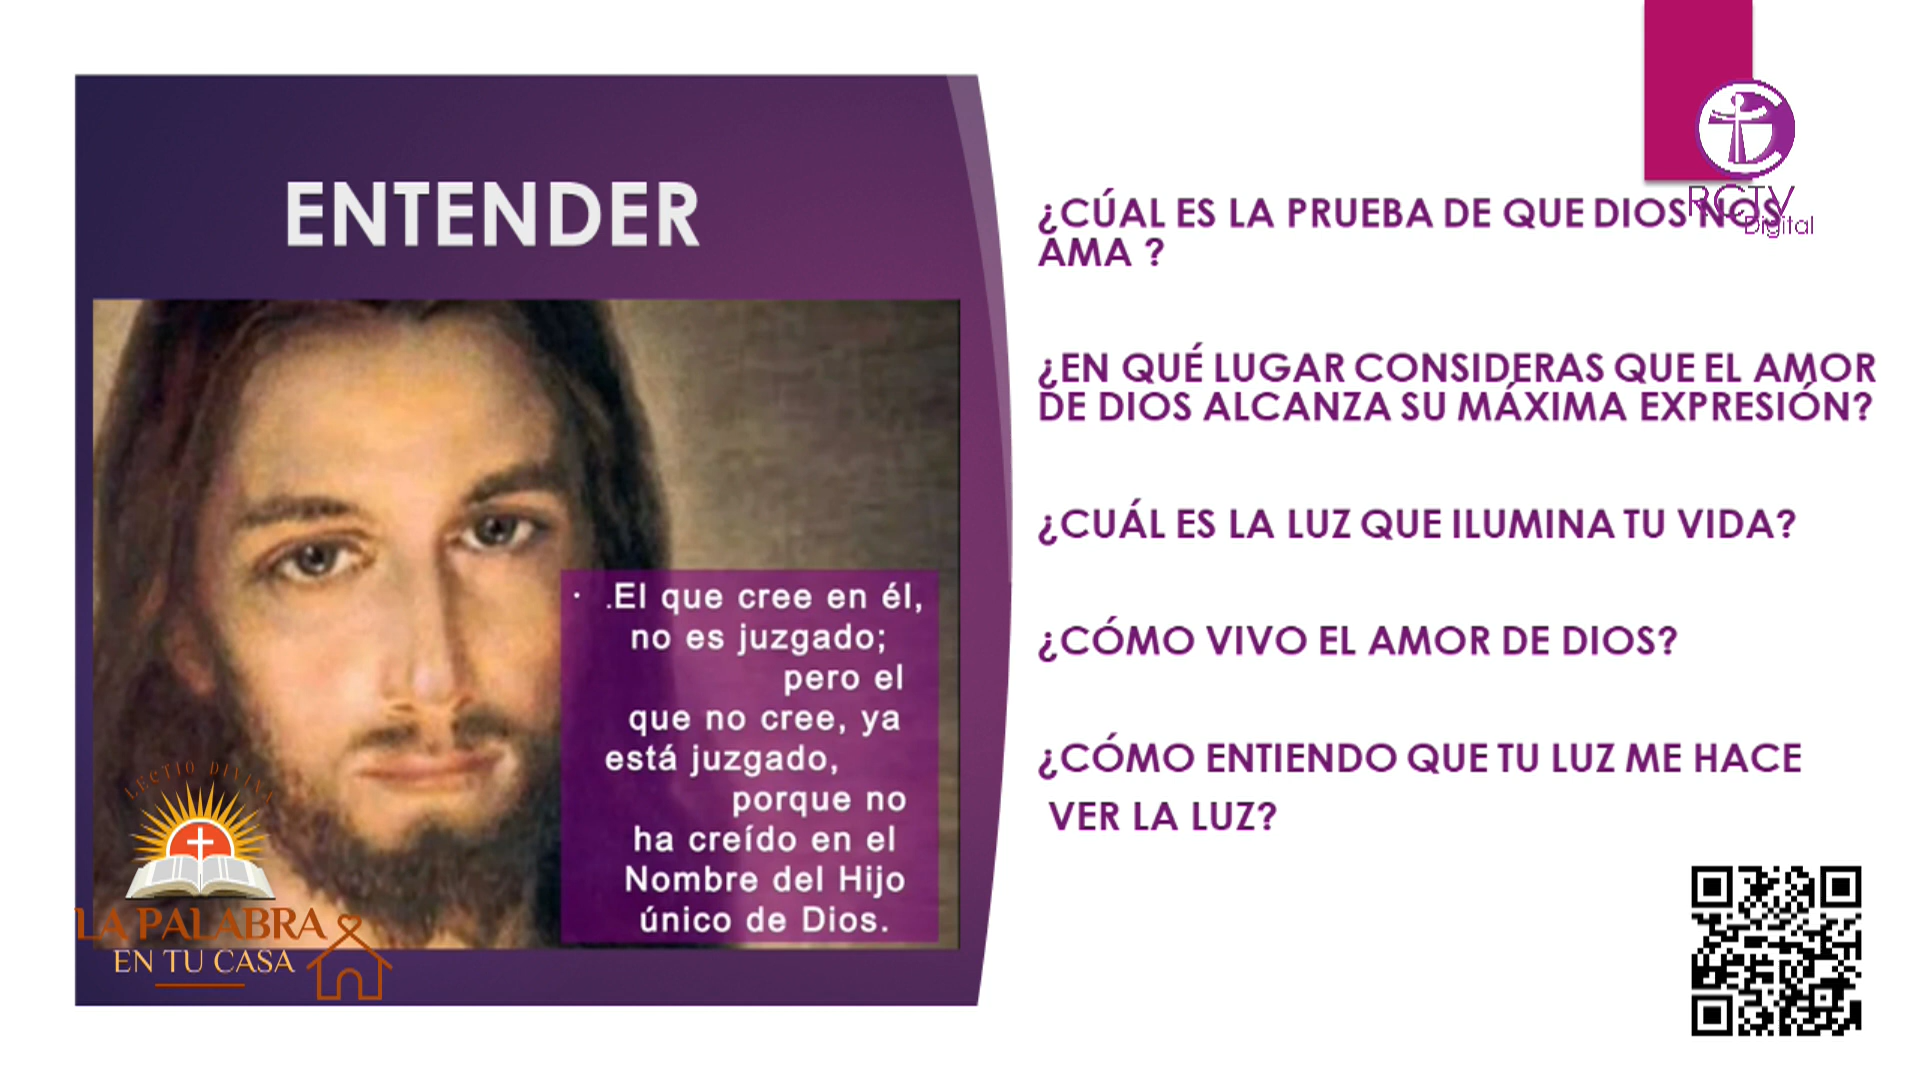 ENTENDER
· .El que cree en él,
no es juzgado;
pero el
que no cree, ya
está juzgado,
porque no
ha creído en el
Nombre del Hijo
único de Dios.
LECTIO DIVINA
LA PALABRA
EN TU CASA
RCTV
Digital
¿CÚAL ES LA PRUEBA DE QUE DIOS NOS
AMA ?
¿EN QUÉ LUGAR CONSIDERAS QUE EL AMOR
DE DIOS ALCANZA SU MÁXIMA EXPRESIÓN?
¿CUÁL ES LA LUZ QUE ILUMINA TU VIDA?
¿CÓMO VIVO EL AMOR DE DIOS?
¿CÓMO ENTIENDO QUE TU LUZ ME HACE
VER LA LUZ?